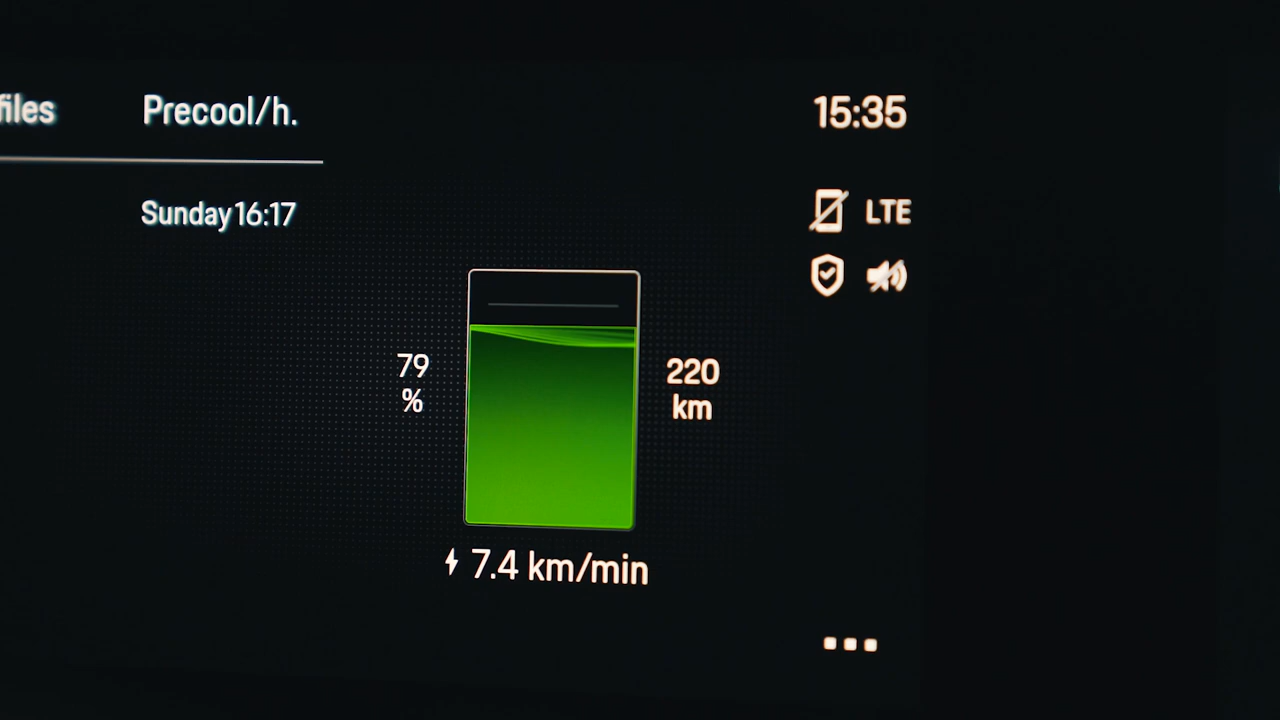 files Precool/h.
15:35
Sunday 16:17
LTE
79
%
220
km
7.4 km/min